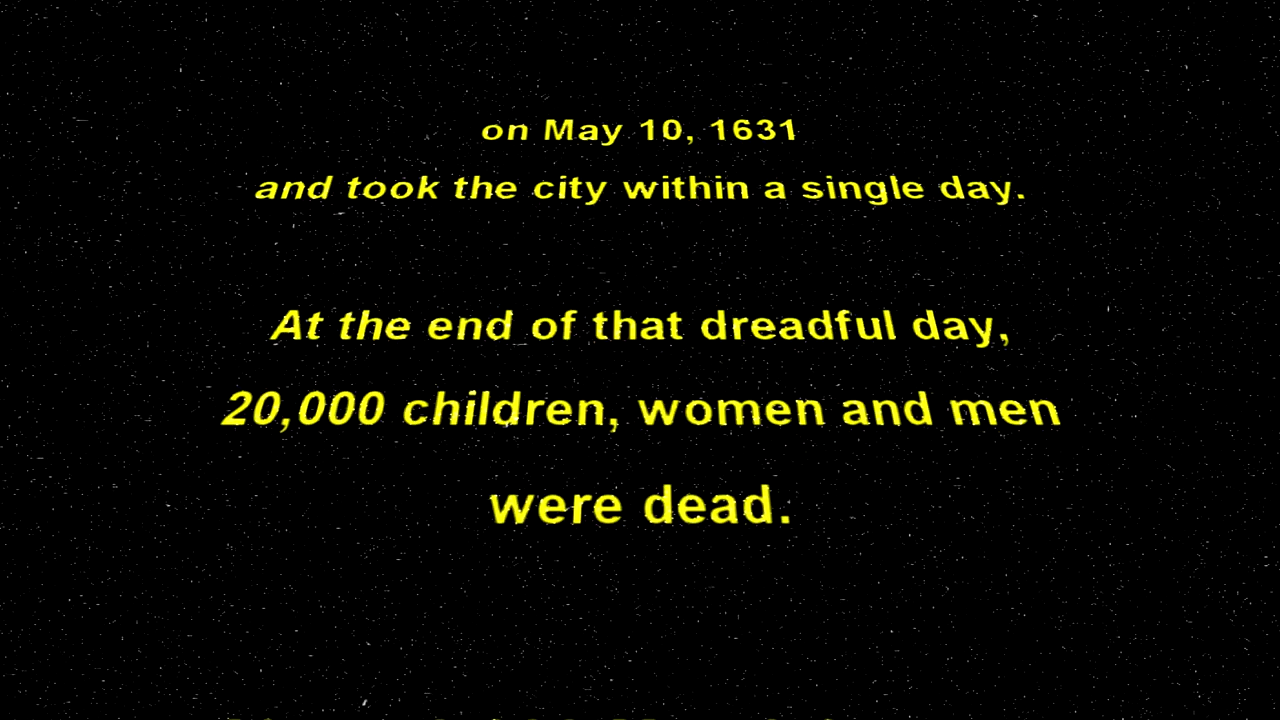 on May 10, 1631
and took the city within a single day.
At the end of that dreadful day,
20,000 children, women and men
were dead.